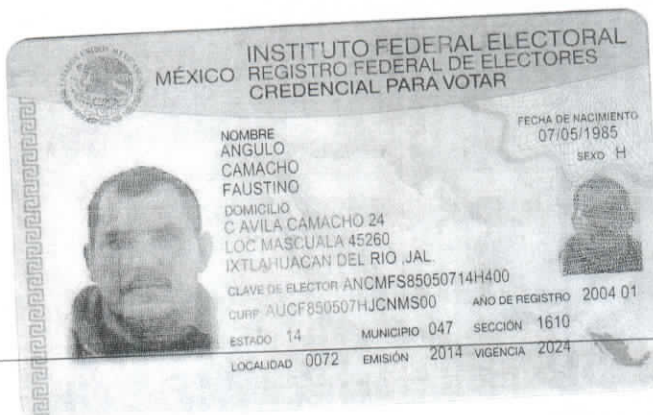 INSTITUTO FEDERAL ELECTORAL
MÉXICO REGISTRO FEDERAL DE ELECTORES
CREDENCIAL PARA VOTAR
NOMBRE
ANGULO
CAMACHO
FAUSTINO
FECHA DE NACIMIENTO
07/05/1985
SEXO H
DOMICILIO
C AVILA CAMACHO 24
LOC MASCUALA 45260
IXTLAHUACAN DEL RIO ,JAL.
CLAVE DE ELECTOR ANCMFS85050714H400
CURP AUCF850507HJCNMS00 AÑO DE REGISTRO 2004 01
ESTADO 14 MUNICIPIO 047 SECCIÓN 1610
LOCALIDAD 0072 EMISIÓN 2014 VIGENCIA 2024